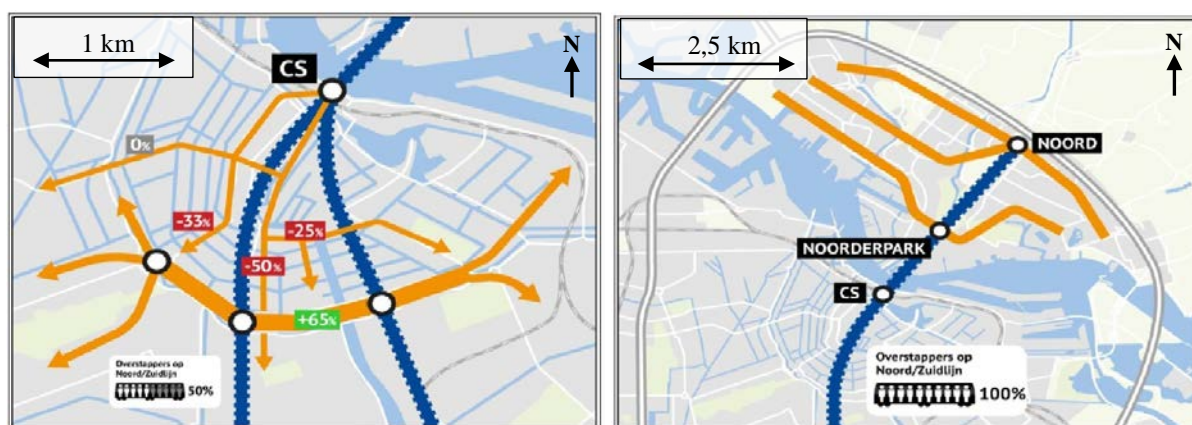 1 km
N
CS
0%
-33%
-25%
-50%
+65%
Overstappers op
Noord/Zuidlijn
50%
2,5 km
N
NOORD
NOORDERPARK
CS
Overstappers op
Noord/Zuidlijn
100%